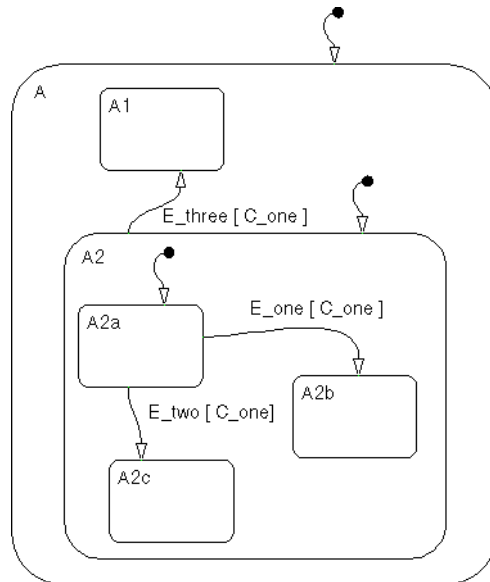 A
A1
E_three [ C_one ]
A2
A2a
E_one [ C_one ]
A2b
E_two [ C_one]
A2c